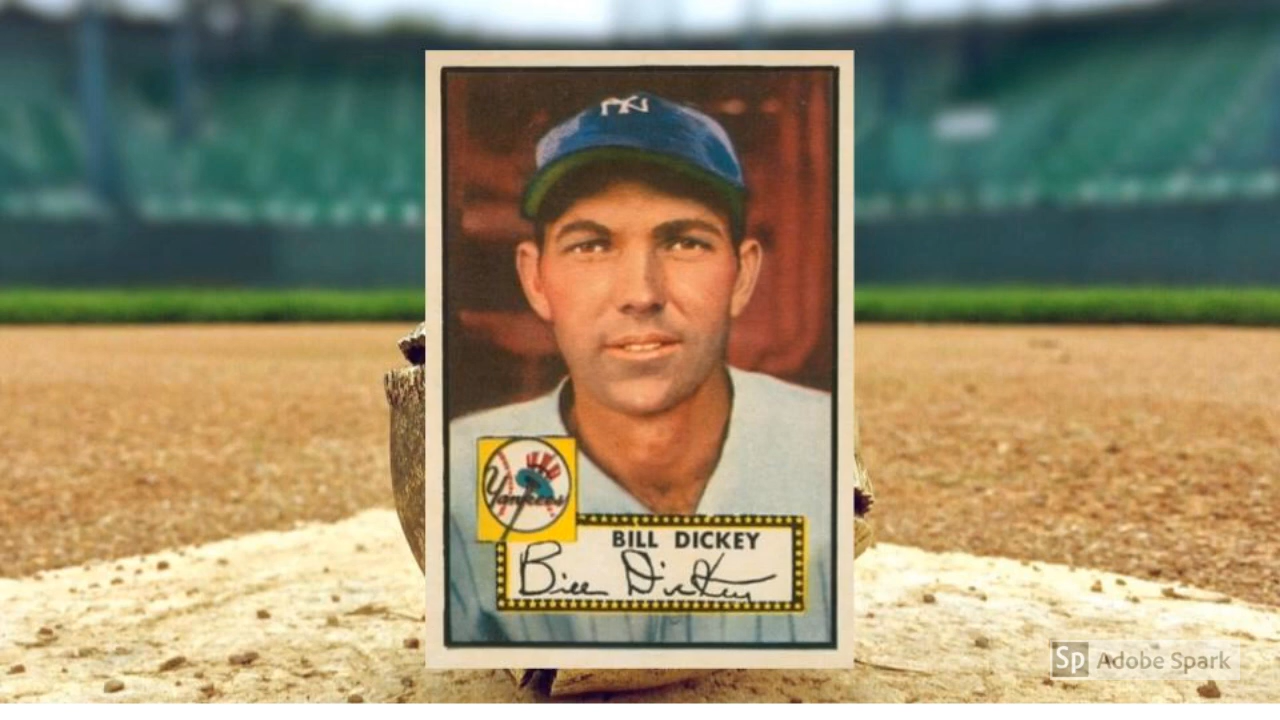 NY
Yankees
BILL DICKEY
Bill Dickey
Sp Adobe Spark